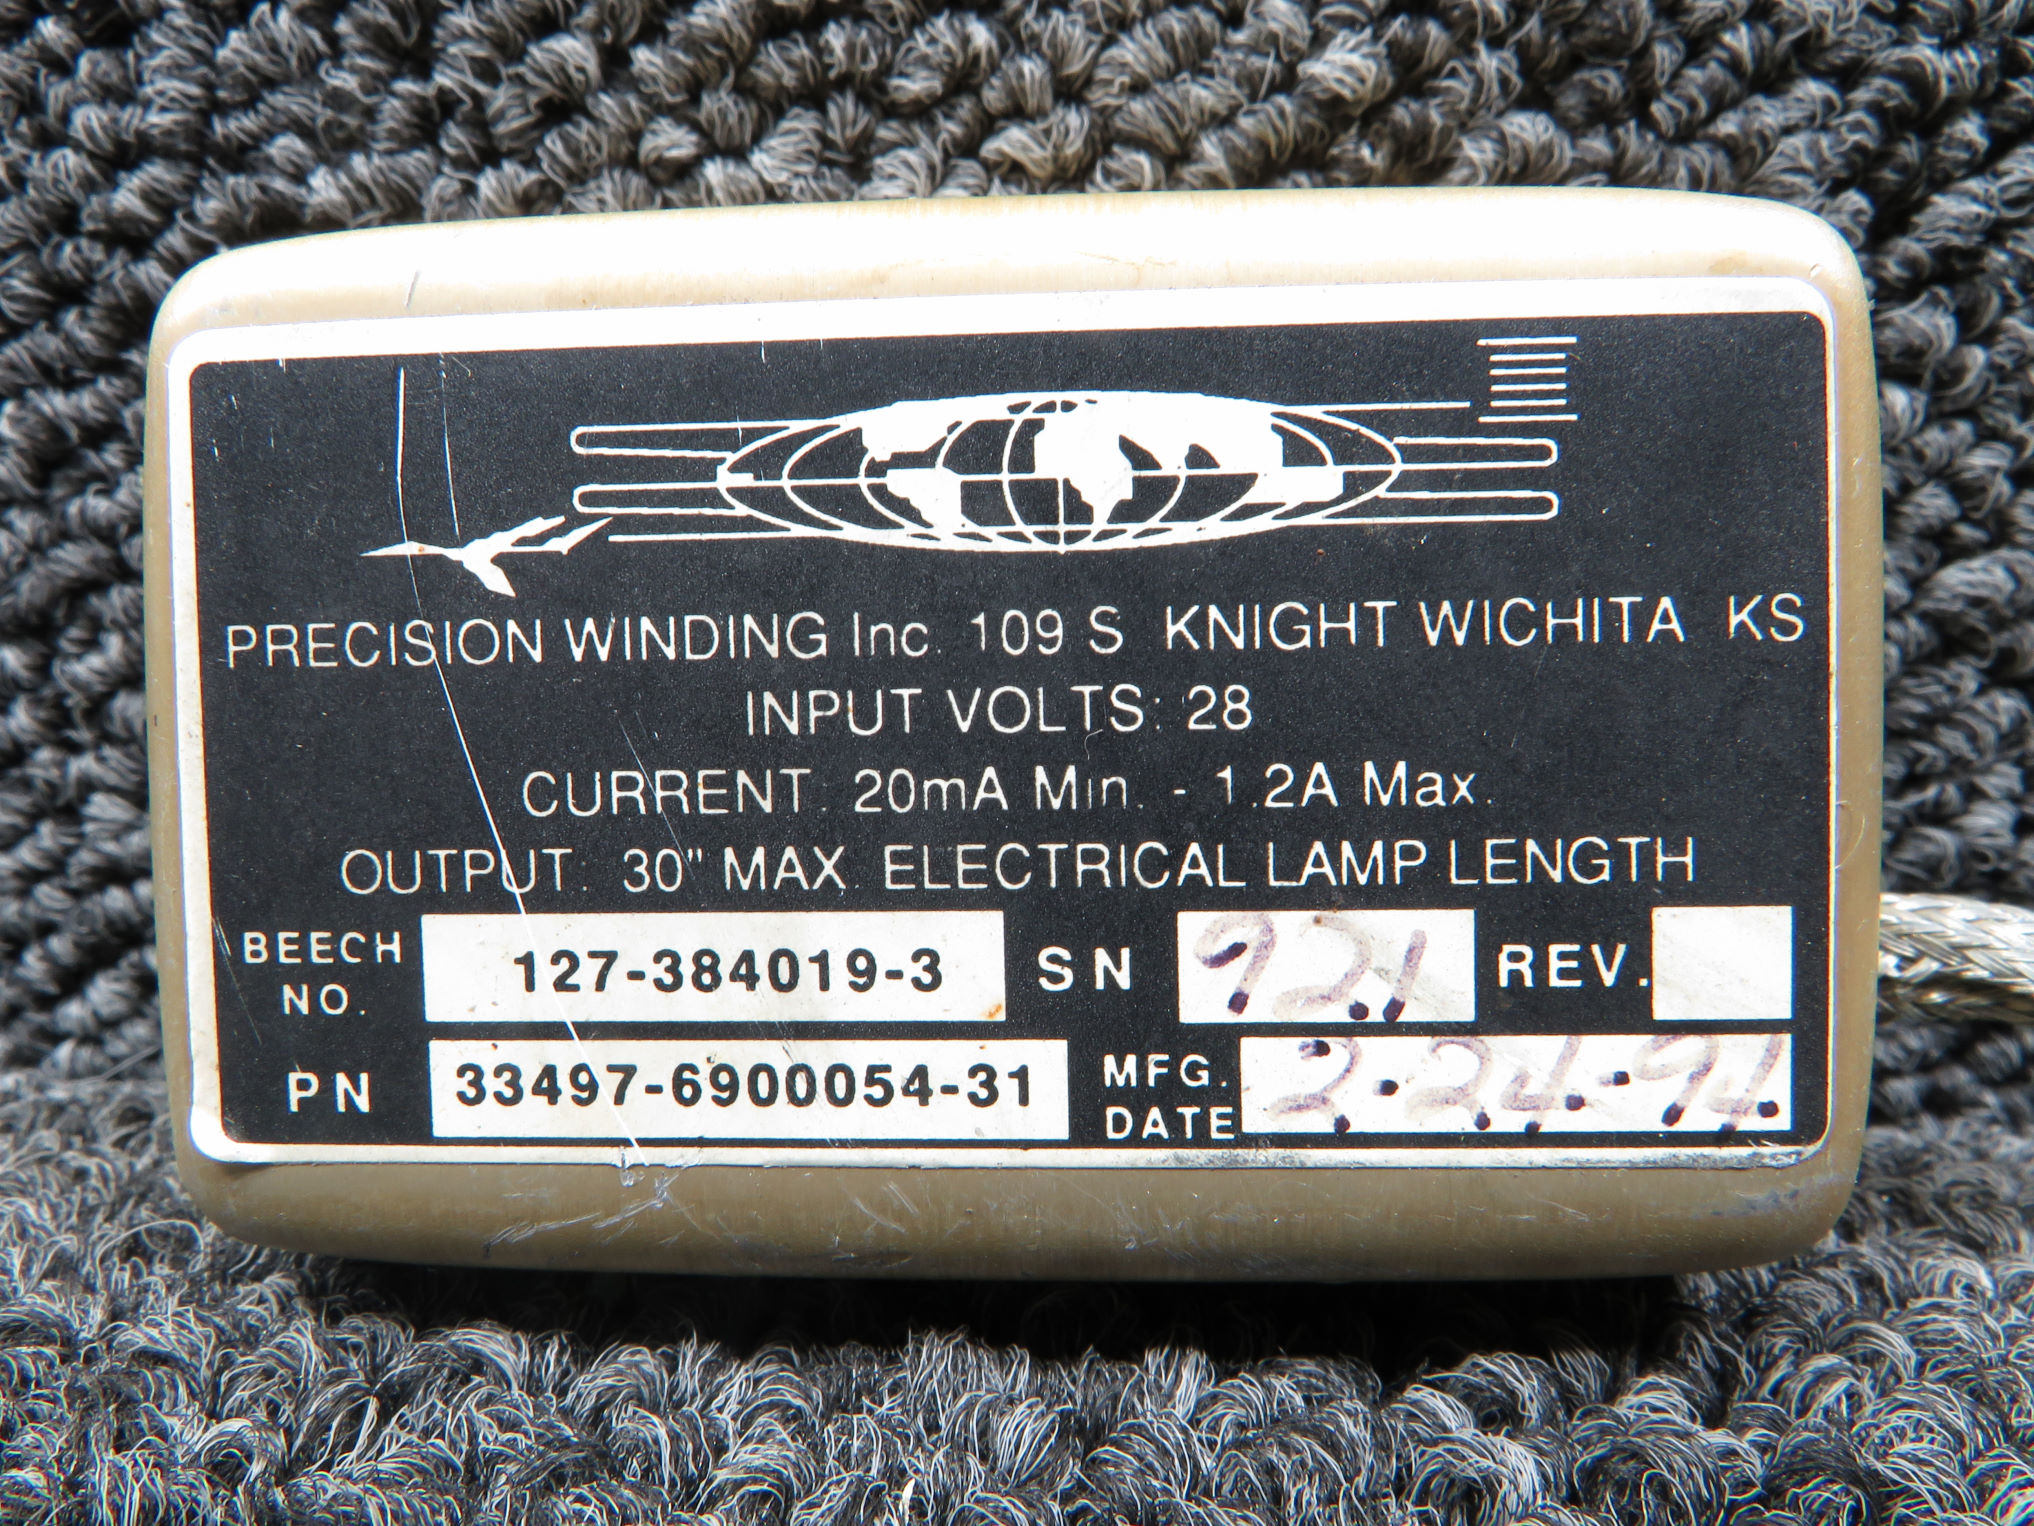 PRECISION WINDING Inc. 109 S KNIGHT WICHITA KS
INPUT VOLTS: 28
CURRENT: 20mA Min. - 1.2A Max.
OUTPUT: 30" MAX. ELECTRICAL LAMP LENGTH
BEECH NO. 127-384019-3 SN 921 REV.
PN 33497-6900054-31 MFG. DATE 2-24-94